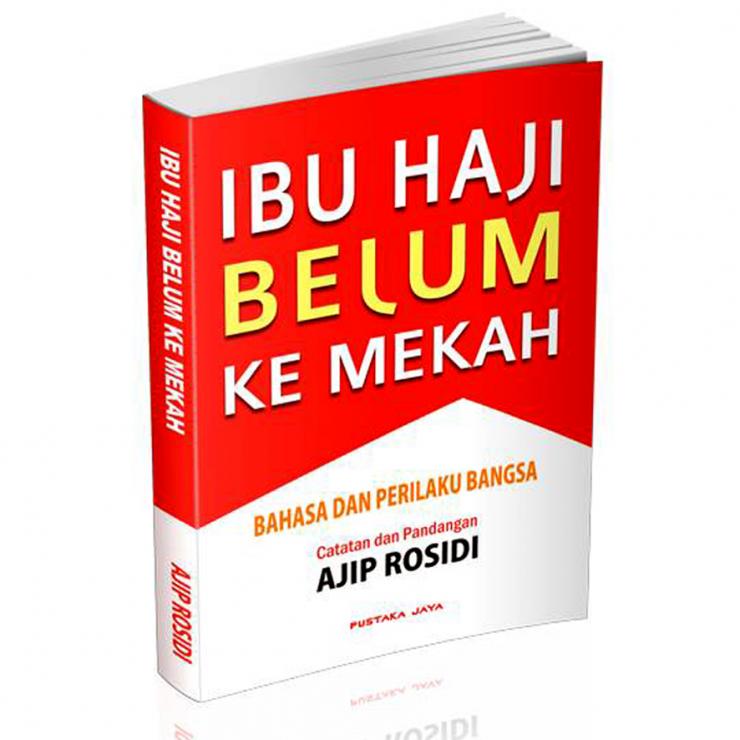 IBU HAJI
BELUM
KE MEKAH
BAHASA DAN PERILAKU BANGSA
Catatan dan Pandangan
AJIP ROSIDI
PUSTAKA JAYA
IBU HAJI BELUM KE MEKAH
AJIP ROSIDI